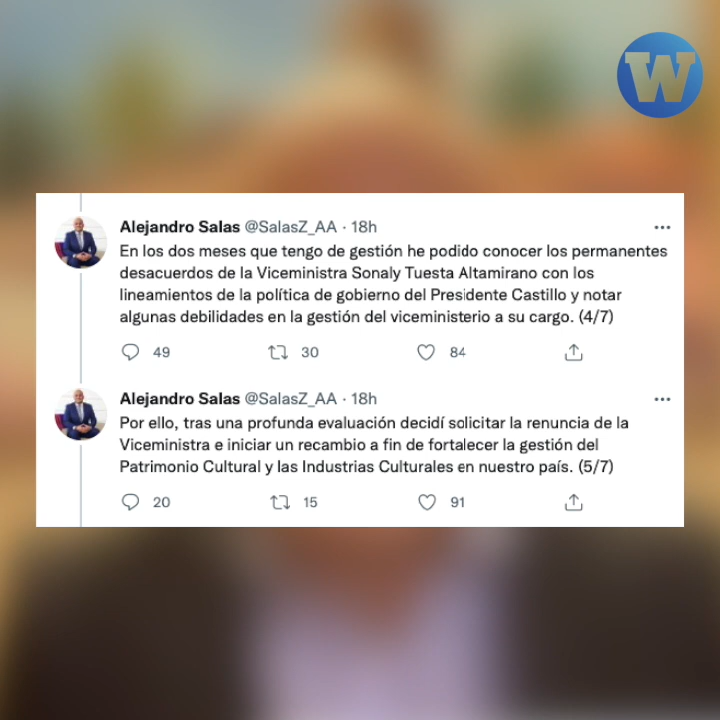 W
Alejandro Salas @SalasZ_AA · 18h
En los dos meses que tengo de gestión he podido conocer los permanentes
desacuerdos de la Viceministra Sonaly Tuesta Altamirano con los
lineamientos de la política de gobierno del Presidente Castillo y notar
algunas debilidades en la gestión del viceministerio a su cargo. (4/7)
49 30 84
Alejandro Salas @SalasZ_AA · 18h
Por ello, tras una profunda evaluación decidí solicitar la renuncia de la
Viceministra e iniciar un recambio a fin de fortalecer la gestión del
Patrimonio Cultural y las Industrias Culturales en nuestro país. (5/7)
20 15 91